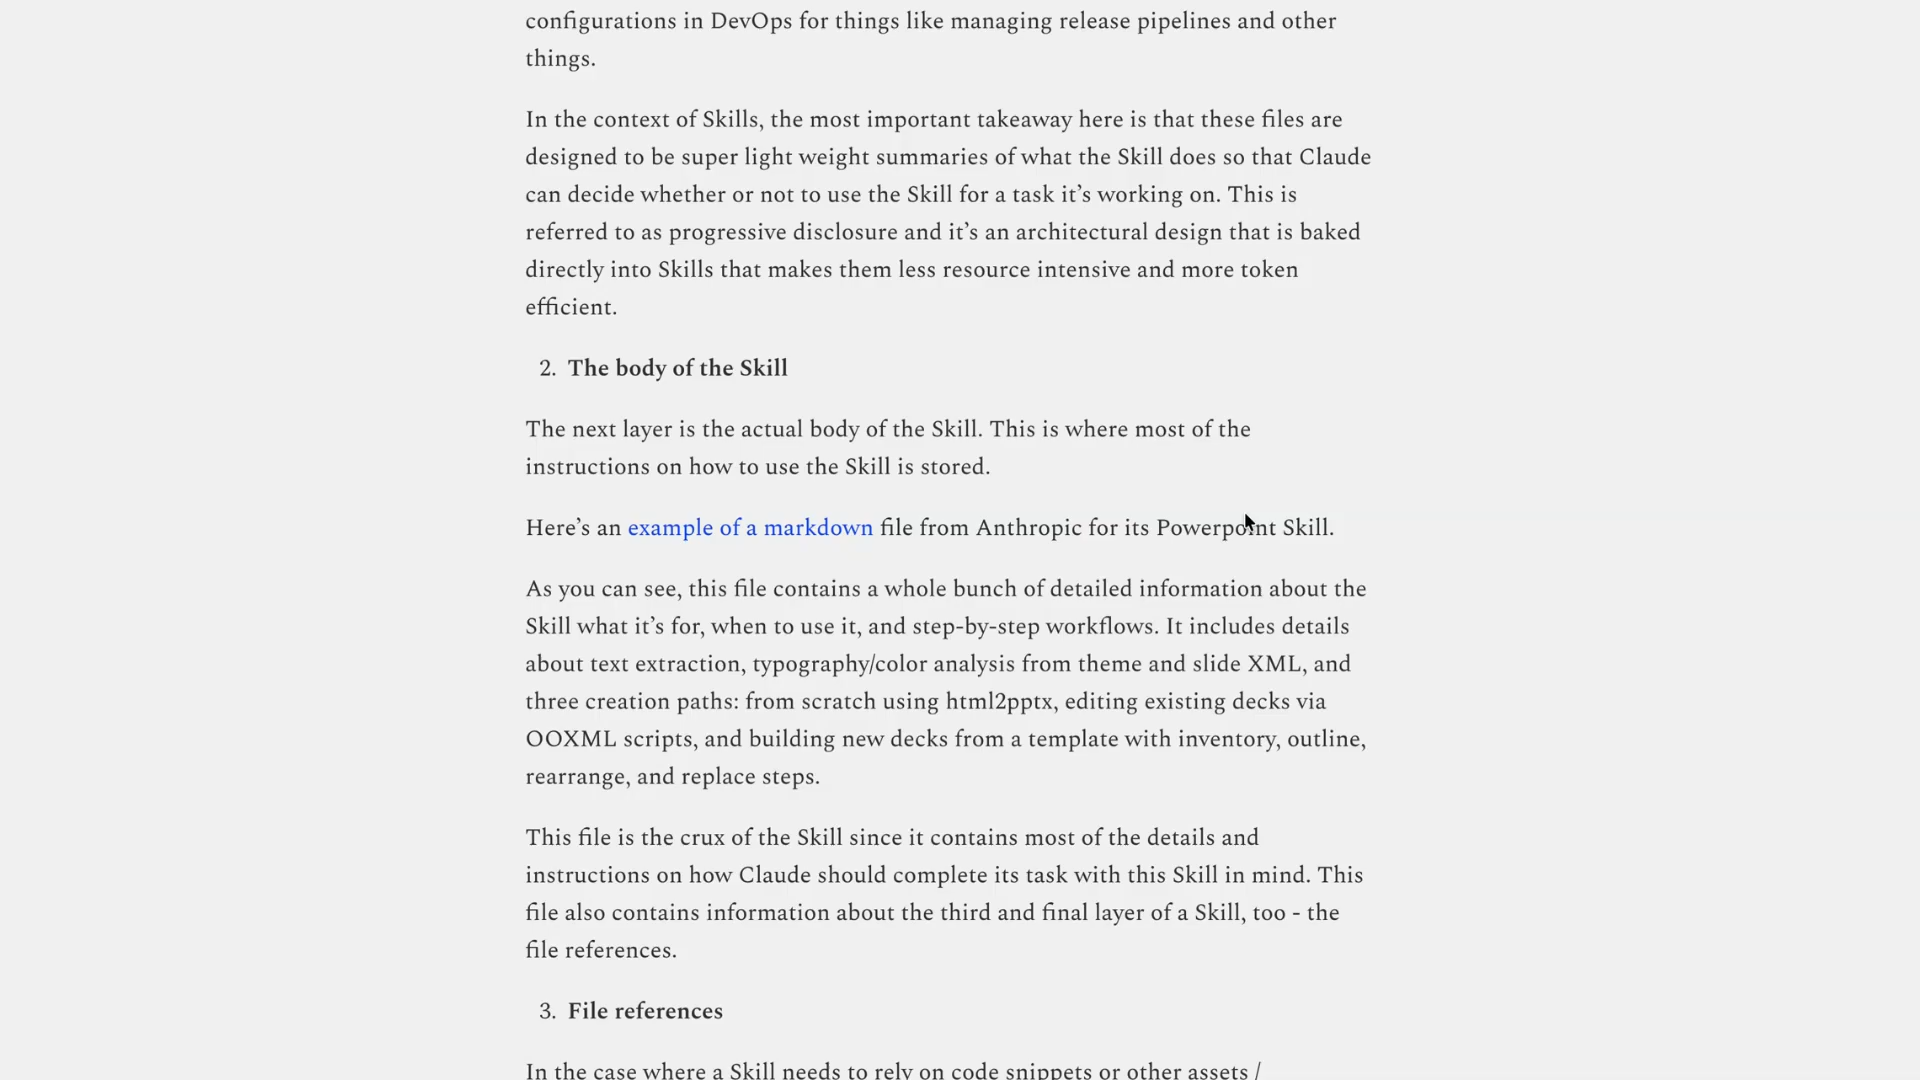 configurations in DevOps for things like managing release pipelines and other
things.
In the context of Skills, the most important takeaway here is that these files are
designed to be super light weight summaries of what the Skill does so that Claude
can decide whether or not to use the Skill for a task it’s working on. This is
referred to as progressive disclosure and it’s an architectural design that is baked
directly into Skills that makes them less resource intensive and more token
efficient.
2. The body of the Skill
The next layer is the actual body of the Skill. This is where most of the
instructions on how to use the Skill is stored.
Here’s an example of a markdown file from Anthropic for its Powerpoint Skill.
As you can see, this file contains a whole bunch of detailed information about the
Skill what it’s for, when to use it, and step-by-step workflows. It includes details
about text extraction, typography/color analysis from theme and slide XML, and
three creation paths: from scratch using html2pptx, editing existing decks via
OOXML scripts, and building new decks from a template with inventory, outline,
rearrange, and replace steps.
This file is the crux of the Skill since it contains most of the details and
instructions on how Claude should complete its task with this Skill in mind. This
file also contains information about the third and final layer of a Skill, too - the
file references.
3. File references
In the case where a Skill needs to rely on code snippets or other assets /